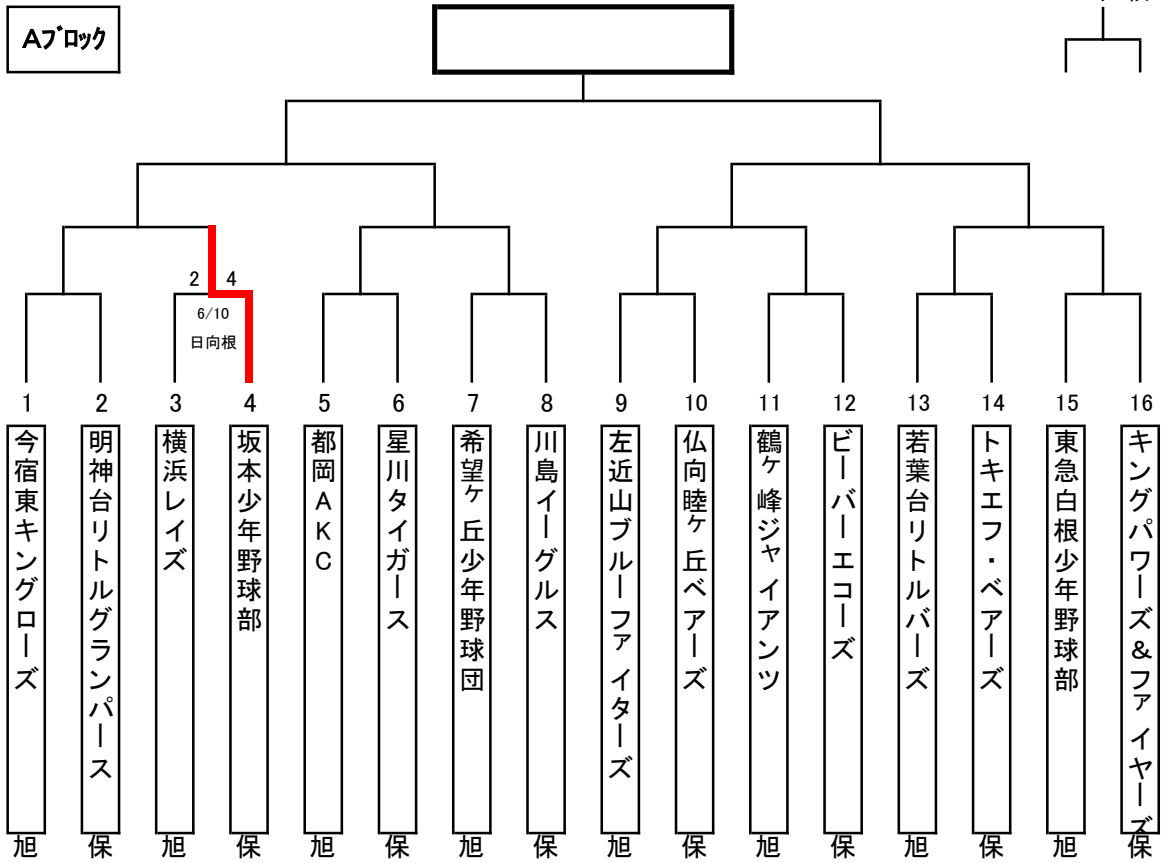 Aブロック
2 4
6/10
日向根
1 2 3 4 5 6 7 8 9 10 11 12 13 14 15 16
今宿東キングローズ
明神台リトルグランパース
横浜レイズ
坂本少年野球部
都岡AKC
星川タイガース
希望ヶ丘少年野球団
川島イーグルス
左近山ブルーファイターズ
仏向睦ヶ丘ベアーズ
鶴ヶ峰ジャイアンツ
ビーバーエコーズ
若葉台リトルバーズ
トキエフ・ベアーズ
東急白根少年野球部
キングパワーズ&ファイヤーズ
旭 保 旭 保 旭 保 旭 保 旭 保 旭 保 旭 保 旭 保